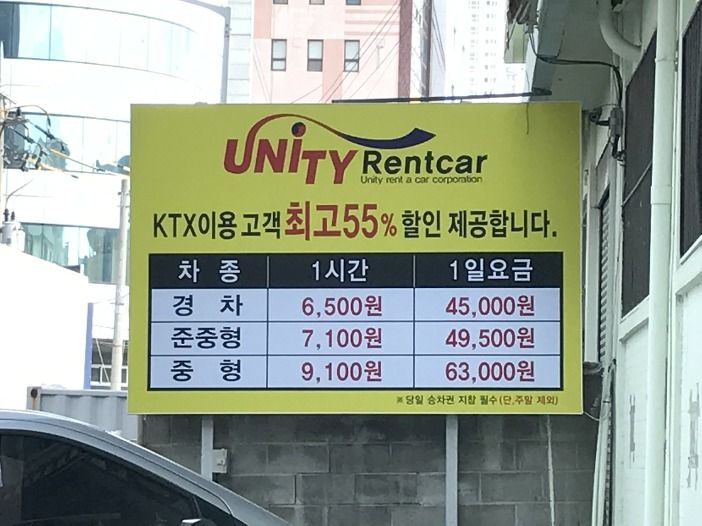 UNiTY Rentcar
Unity rent a car corporation
KTX이용 고객 최고55% 할인 제공합니다.
차 종 1시간 1일요금
경 차 6,500원 45,000원
준중형 7,100원 49,500원
중 형 9,100원 63,000원
※ 당일 승차권 지참 필수(단,주말 제외)